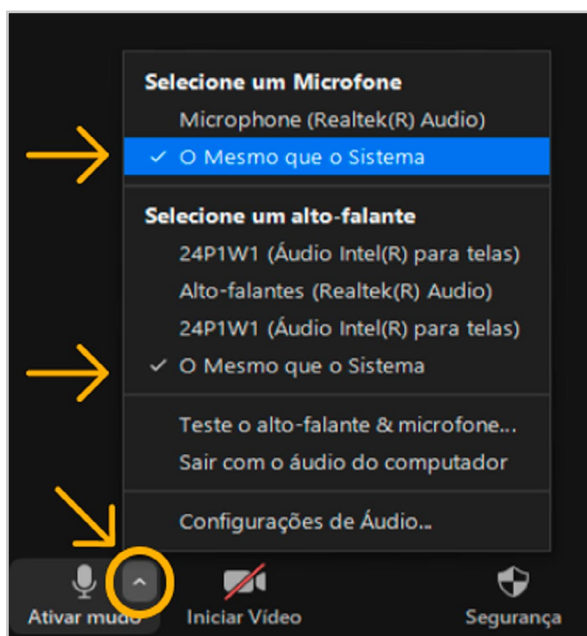 Selecione um Microfone
Microphone (Realtek(R) Audio)
O Mesmo que o Sistema
Selecione um alto-falante
24P1W1 (Áudio Intel(R) para telas)
Alto-falantes (Realtek(R) Audio)
24P1W1 (Áudio Intel(R) para telas)
O Mesmo que o Sistema
Teste o alto-falante & microfone...
Sair com o áudio do computador
Configurações de Áudio...
Ativar mudo Iniciar Vídeo Segurança